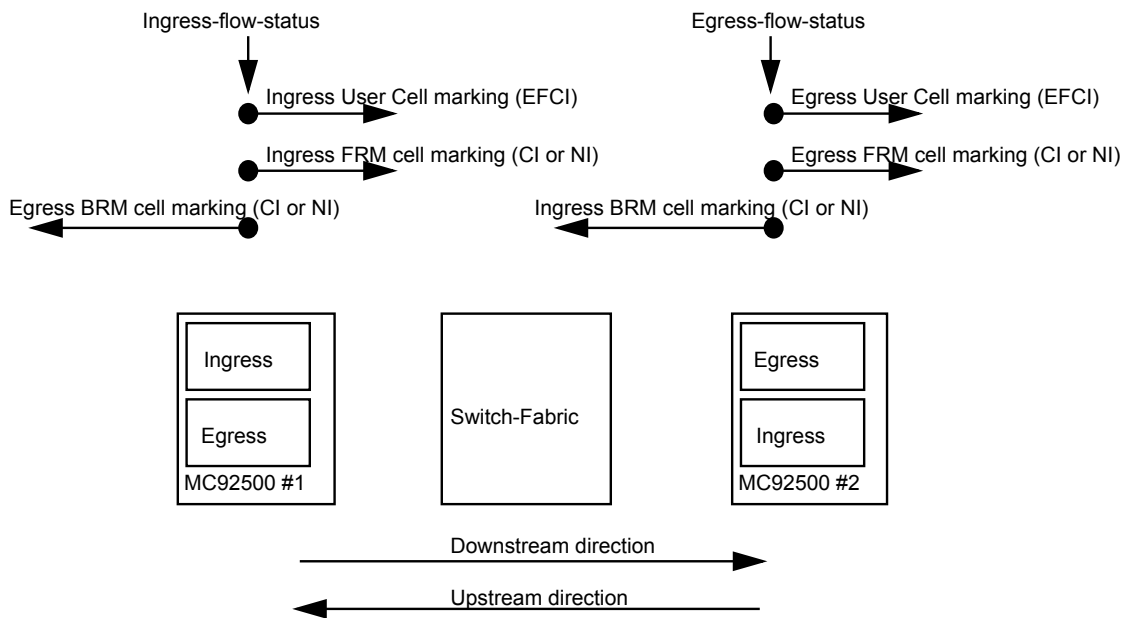 Ingress-flow-status
Egress-flow-status
Ingress User Cell marking (EFCI)
Egress User Cell marking (EFCI)
Ingress FRM cell marking (CI or NI)
Egress FRM cell marking (CI or NI)
Egress BRM cell marking (CI or NI)
Ingress BRM cell marking (CI or NI)
Ingress
Egress
MC92500 #1
Switch-Fabric
Egress
Ingress
MC92500 #2
Downstream direction
Upstream direction